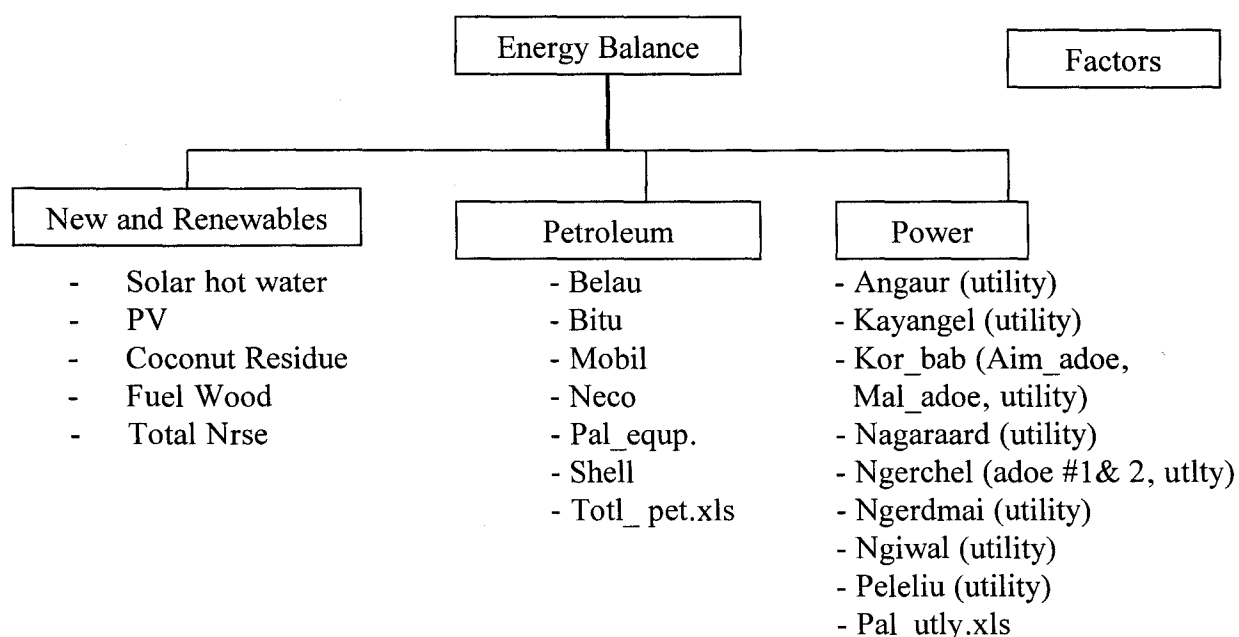 Energy Balance
Factors
New and Renewables
- Solar hot water
- PV
- Coconut Residue
- Fuel Wood
- Total Nrse
Petroleum
- Belau
- Bitu
- Mobil
- Neco
- Pal_equp.
- Shell
- Totl_ pet.xls
Power
- Angaur (utility)
- Kayangel (utility)
- Kor_bab (Aim_adoe,
Mal_adoe, utility)
- Nagaraard (utility)
- Ngerchel (adoe #1& 2, utlty)
- Ngerdmai (utility)
- Ngiwal (utility)
- Peleliu (utility)
- Pal_utly.xls